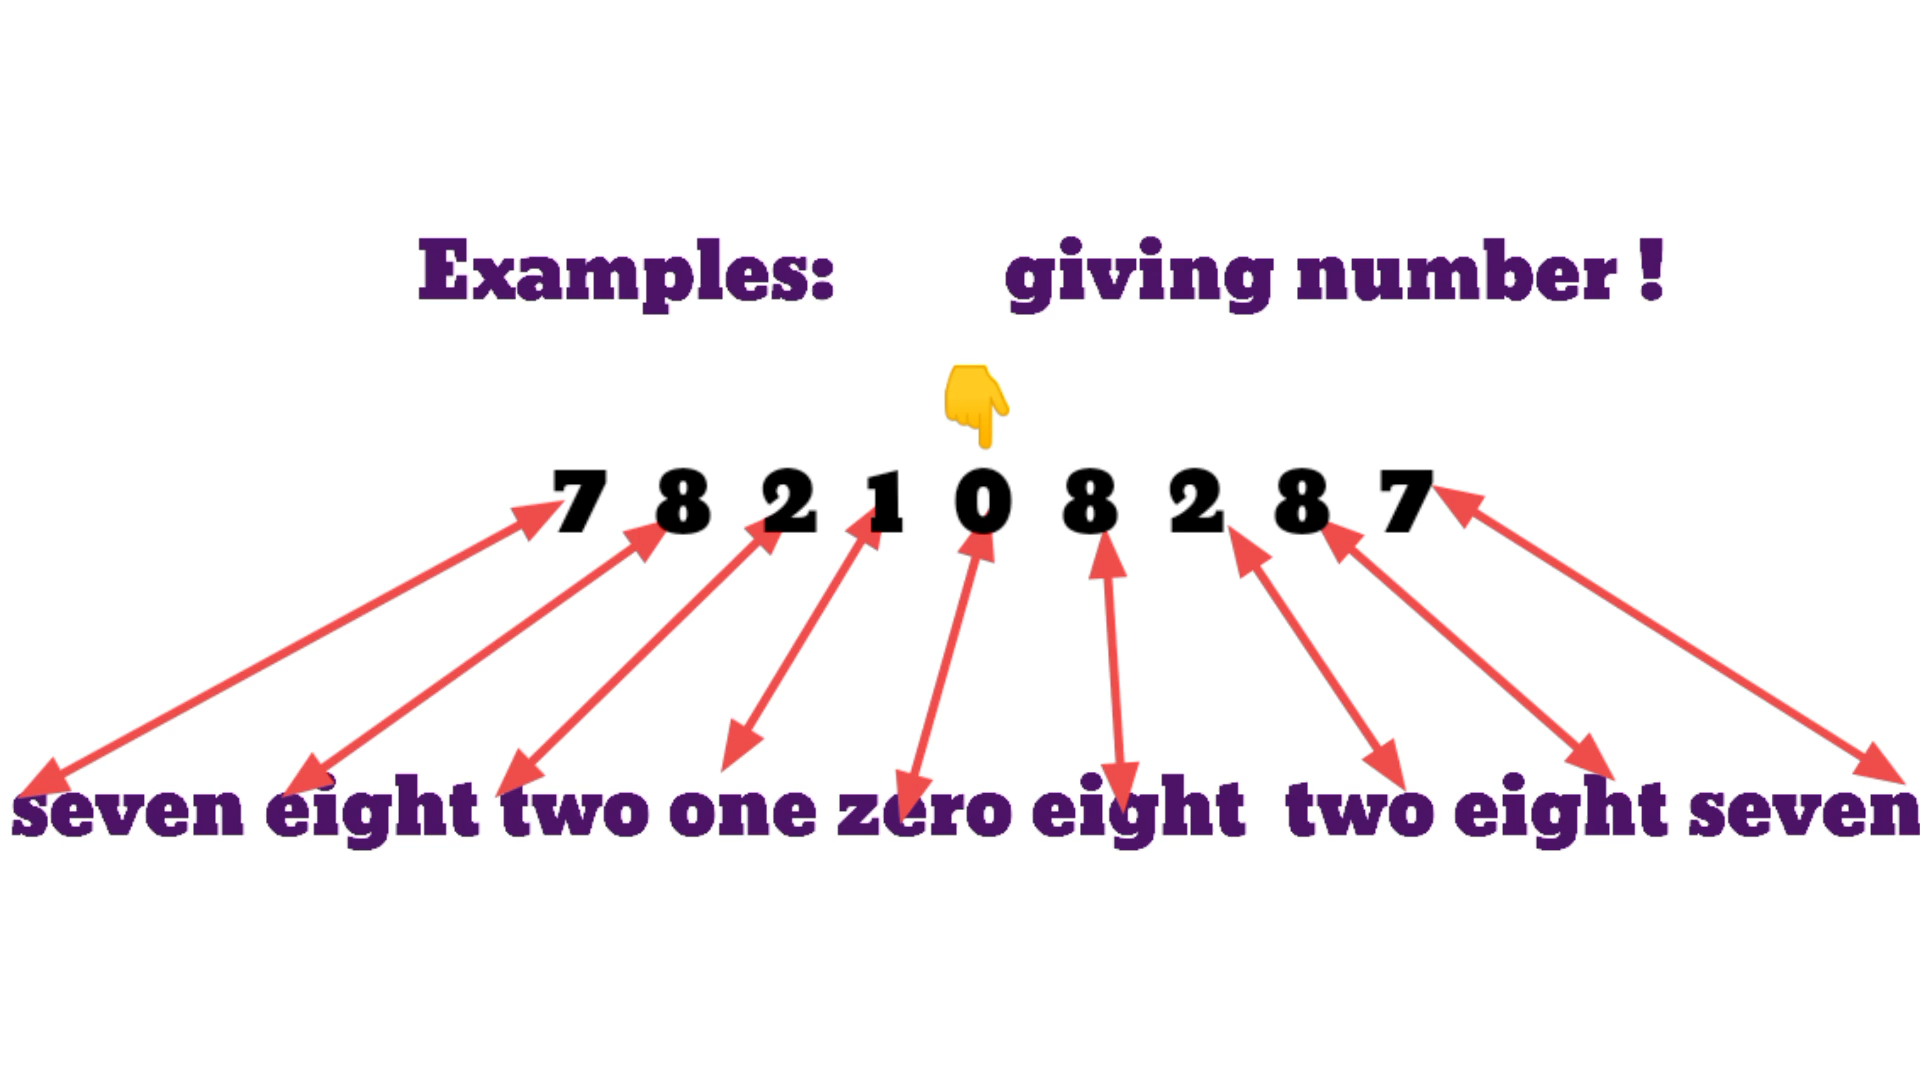 Examples: giving number !
7 8 2 1 0 8 2 8 7
seven eight two one zero eight two eight seven